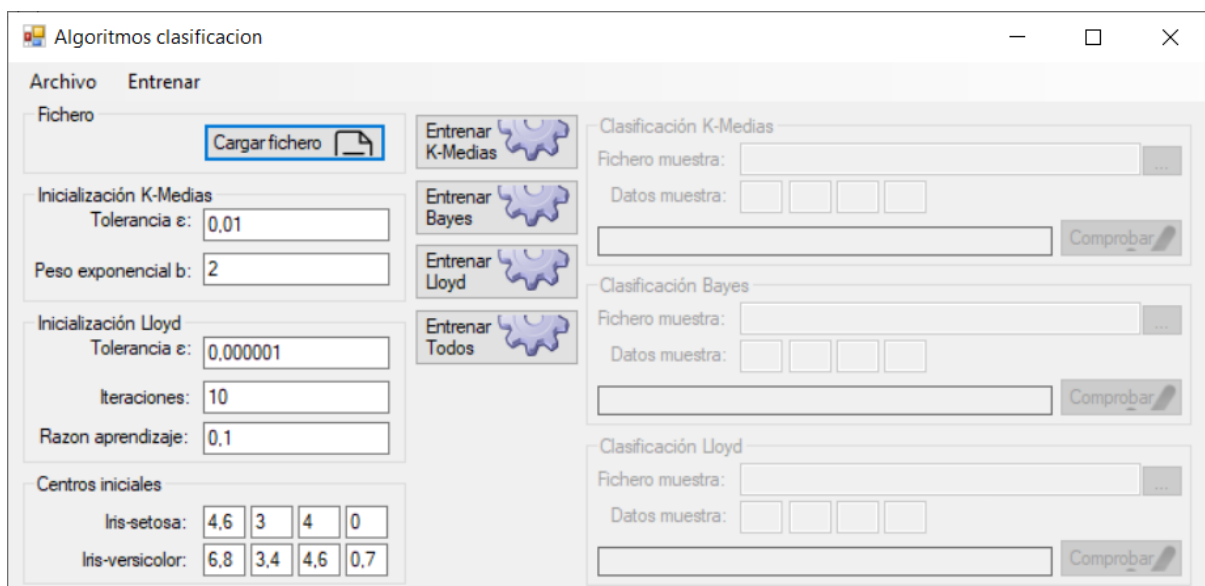 Algoritmos clasificacion
Archivo Entrenar
Fichero
Cargar fichero
Inicialización K-Medias
Tolerancia ε: 0,01
Peso exponencial b: 2
Inicialización Lloyd
Tolerancia ε: 0,000001
Iteraciones: 10
Razon aprendizaje: 0,1
Centros iniciales
Iris-setosa: 4,6 3 4 0
Iris-versicolor: 6,8 3,4 4,6 0,7
Entrenar
K-Medias
Entrenar
Bayes
Entrenar
Lloyd
Entrenar
Todos
Clasificación K-Medias
Fichero muestra: ...
Datos muestra:
Comprobar
Clasificación Bayes
Fichero muestra: ...
Datos muestra:
Comprobar
Clasificación Lloyd
Fichero muestra: ...
Datos muestra:
Comprobar